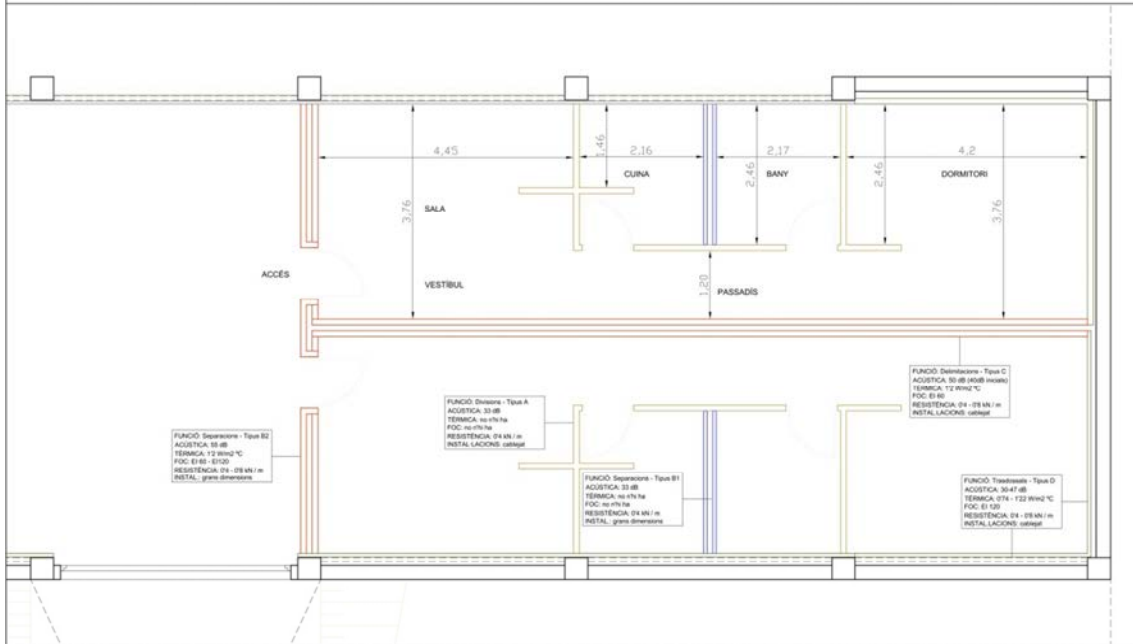 4,45
1,46
2,16
2,17
4,2
CUINA
BANY
DORMITORI
2,46
2,46
3,76
3,76
SALA
ACCÉS
VESTÍBUL
1,20
PASSADÍS
FUNCIÓ: Delimitacions - Tipus C
ACÚSTICA: 50 dB (40dB inicials)
TÈRMICA: 1'2 W/m2 ºC
FOC: EI 60
RESISTÈNCIA: 0'4 - 0'8 kN / m
INSTAL·LACIONS: cablejat
FUNCIÓ: Divisions - Tipus A
ACÚSTICA: 33 dB
TÈRMICA: no n'hi ha
FOC: no n'hi ha
RESISTÈNCIA: 0'4 kN / m
INSTAL·LACIONS: cablejat
FUNCIÓ: Separacions - Tipus B2
ACÚSTICA: 55 dB
TÈRMICA: 1'2 W/m2 ºC
FOC: EI 60 - EI120
RESISTÈNCIA: 0'4 - 0'8 kN / m
INSTAL.: grans dimensions
FUNCIÓ: Separacions - Tipus B1
ACÚSTICA: 33 dB
TÈRMICA: no n'hi ha
FOC: no n'hi ha
RESISTÈNCIA: 0'4 kN / m
INSTAL.: grans dimensions
FUNCIÓ: Trasdossats - Tipus D
ACÚSTICA: 30-47 dB
TÈRMICA: 0'74 - 1'22 W/m2 ºC
FOC: EI 120
RESISTÈNCIA: 0'4 - 0'8 kN / m
INSTAL·LACIONS: cablejat